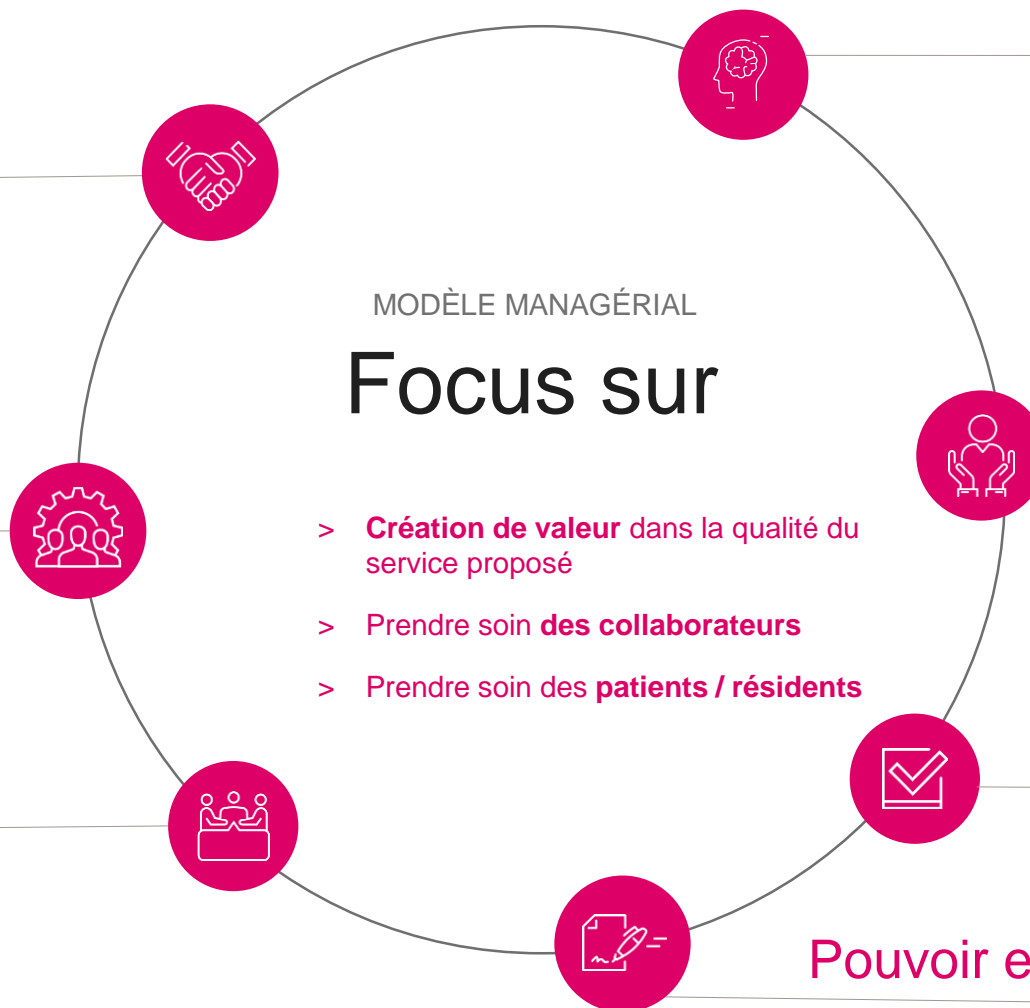 MODÈLE MANAGÉRIAL
Focus sur
> Création de valeur dans la qualité du
service proposé
> Prendre soin des collaborateurs
> Prendre soin des patients / résidents
Pouvoir e